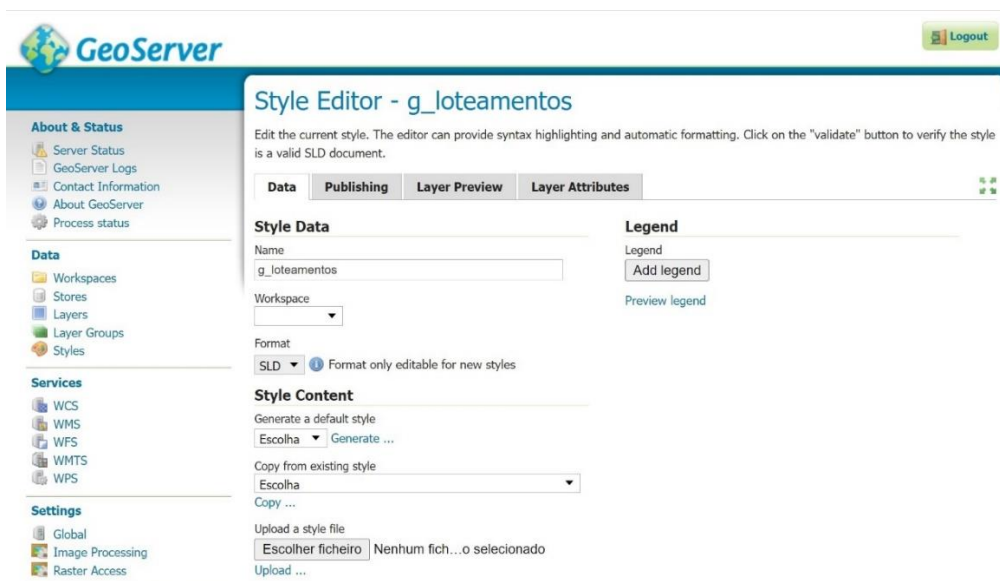 GeoServer
Logout
About & Status
Server Status
GeoServer Logs
Contact Information
About GeoServer
Process status
Data
Workspaces
Stores
Layers
Layer Groups
Styles
Services
WCS
WMS
WFS
WMTS
WPS
Settings
Global
Image Processing
Raster Access
Style Editor - g_loteamentos
Edit the current style. The editor can provide syntax highlighting and automatic formatting. Click on the "validate" button to verify the style
is a valid SLD document.
Data Publishing Layer Preview Layer Attributes
Style Data
Name
g_loteamentos
Workspace
Format
SLD Format only editable for new styles
Style Content
Generate a default style
Escolha Generate ...
Copy from existing style
Escolha
Copy ...
Upload a style file
Escolher ficheiro Nenhum fich...o selecionado
Upload ...
Legend
Legend
Add legend
Preview legend